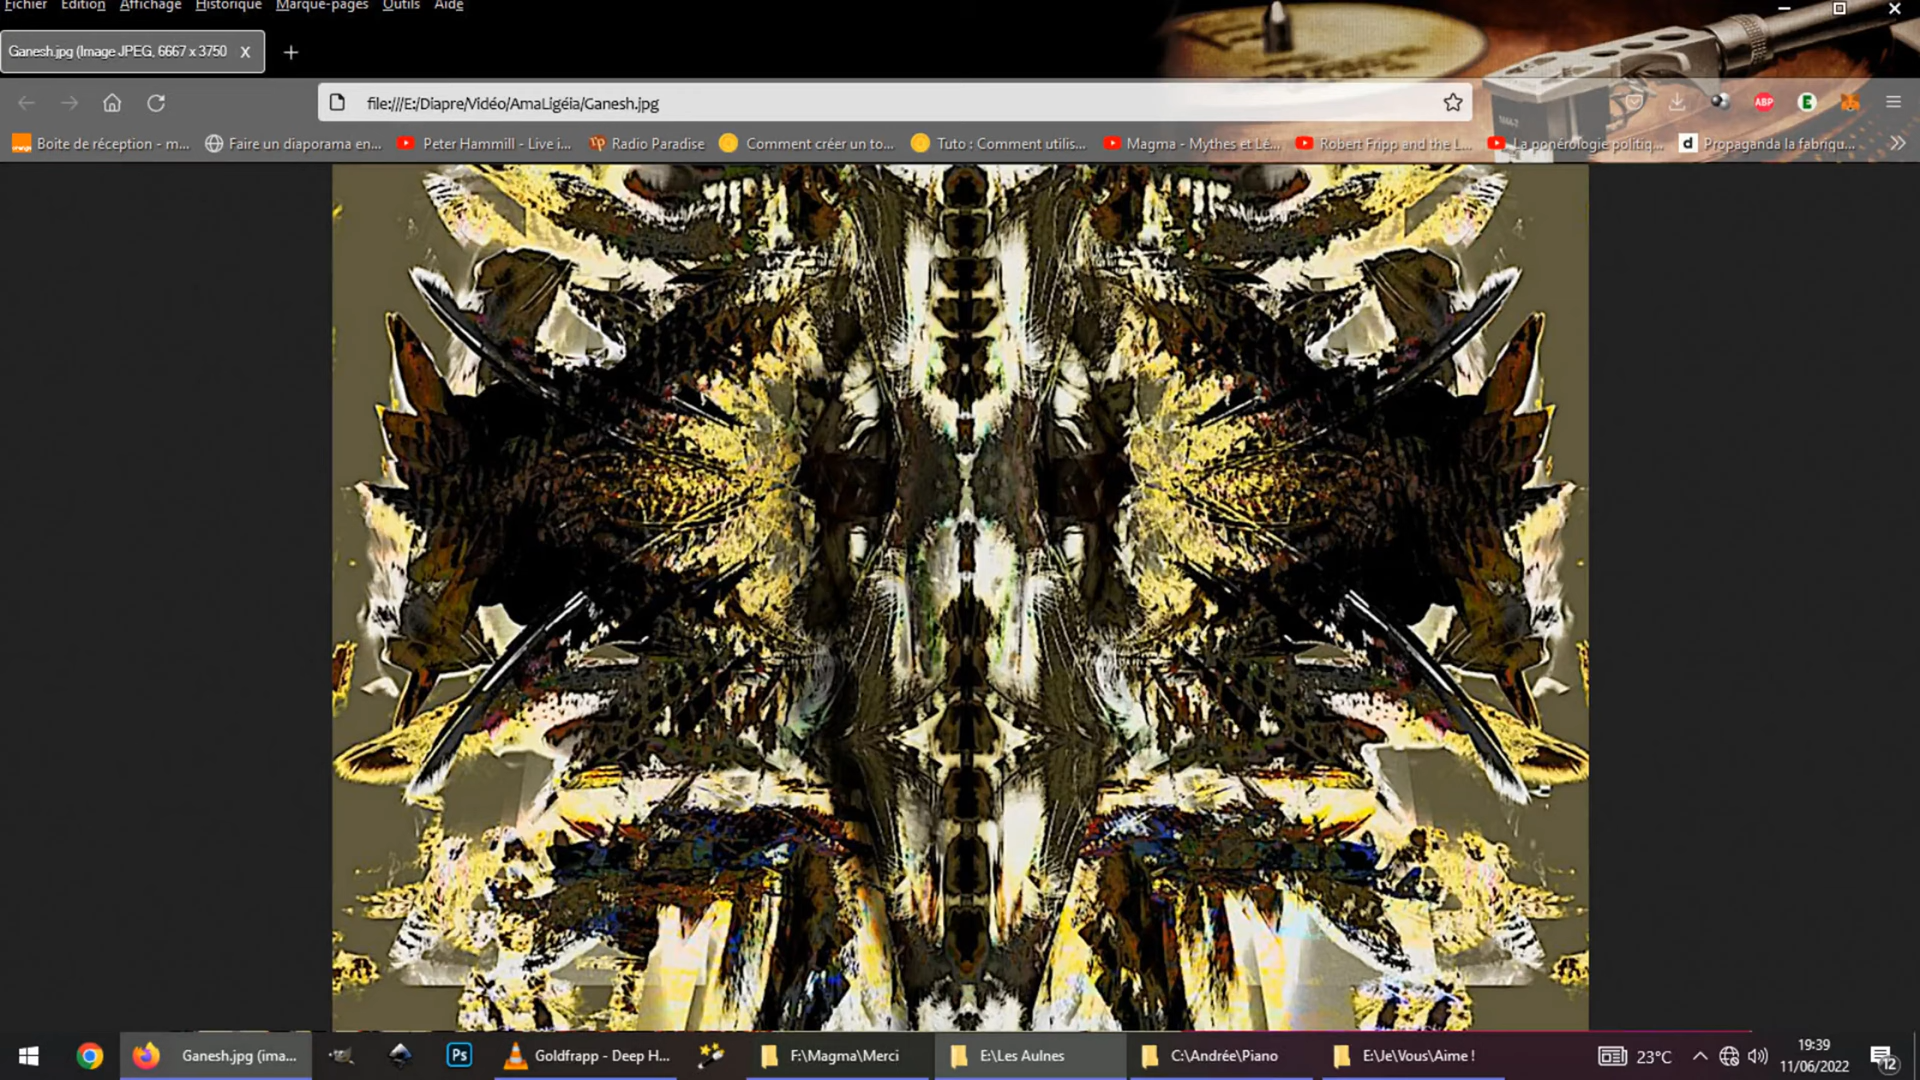 Fichier Edition Affichage Historique Marque-pages Outils Aide
Ganesh.jpg (Image JPEG, 6667 x 3750
file:///E:/Diapre/Vidéo/AmaLigéia/Ganesh.jpg
ABP
Boite de réception - m... Faire un diaporama en... Peter Hammill - Live i... Radio Paradise Comment créer un to... Tuto : Comment utilis... Magma - Mythes et Lé... Robert Fripp and the L... La ponérologie politiq... d Propaganda la fabriqu...
Ganesh.jpg (ima... Ps Goldfrapp - Deep H... F:\Magma\Merci E:\Les Aulnes C:\Andrée\Piano E:\Je\Vous\Aime ! 23°C 19:39
11/06/2022 12